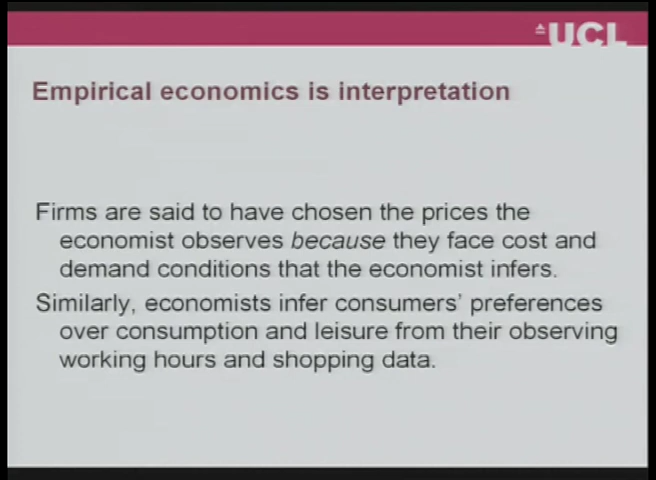 UCL
Empirical economics is interpretation
Firms are said to have chosen the prices the
economist observes because they face cost and
demand conditions that the economist infers.
Similarly, economists infer consumers' preferences
over consumption and leisure from their observing
working hours and shopping data.